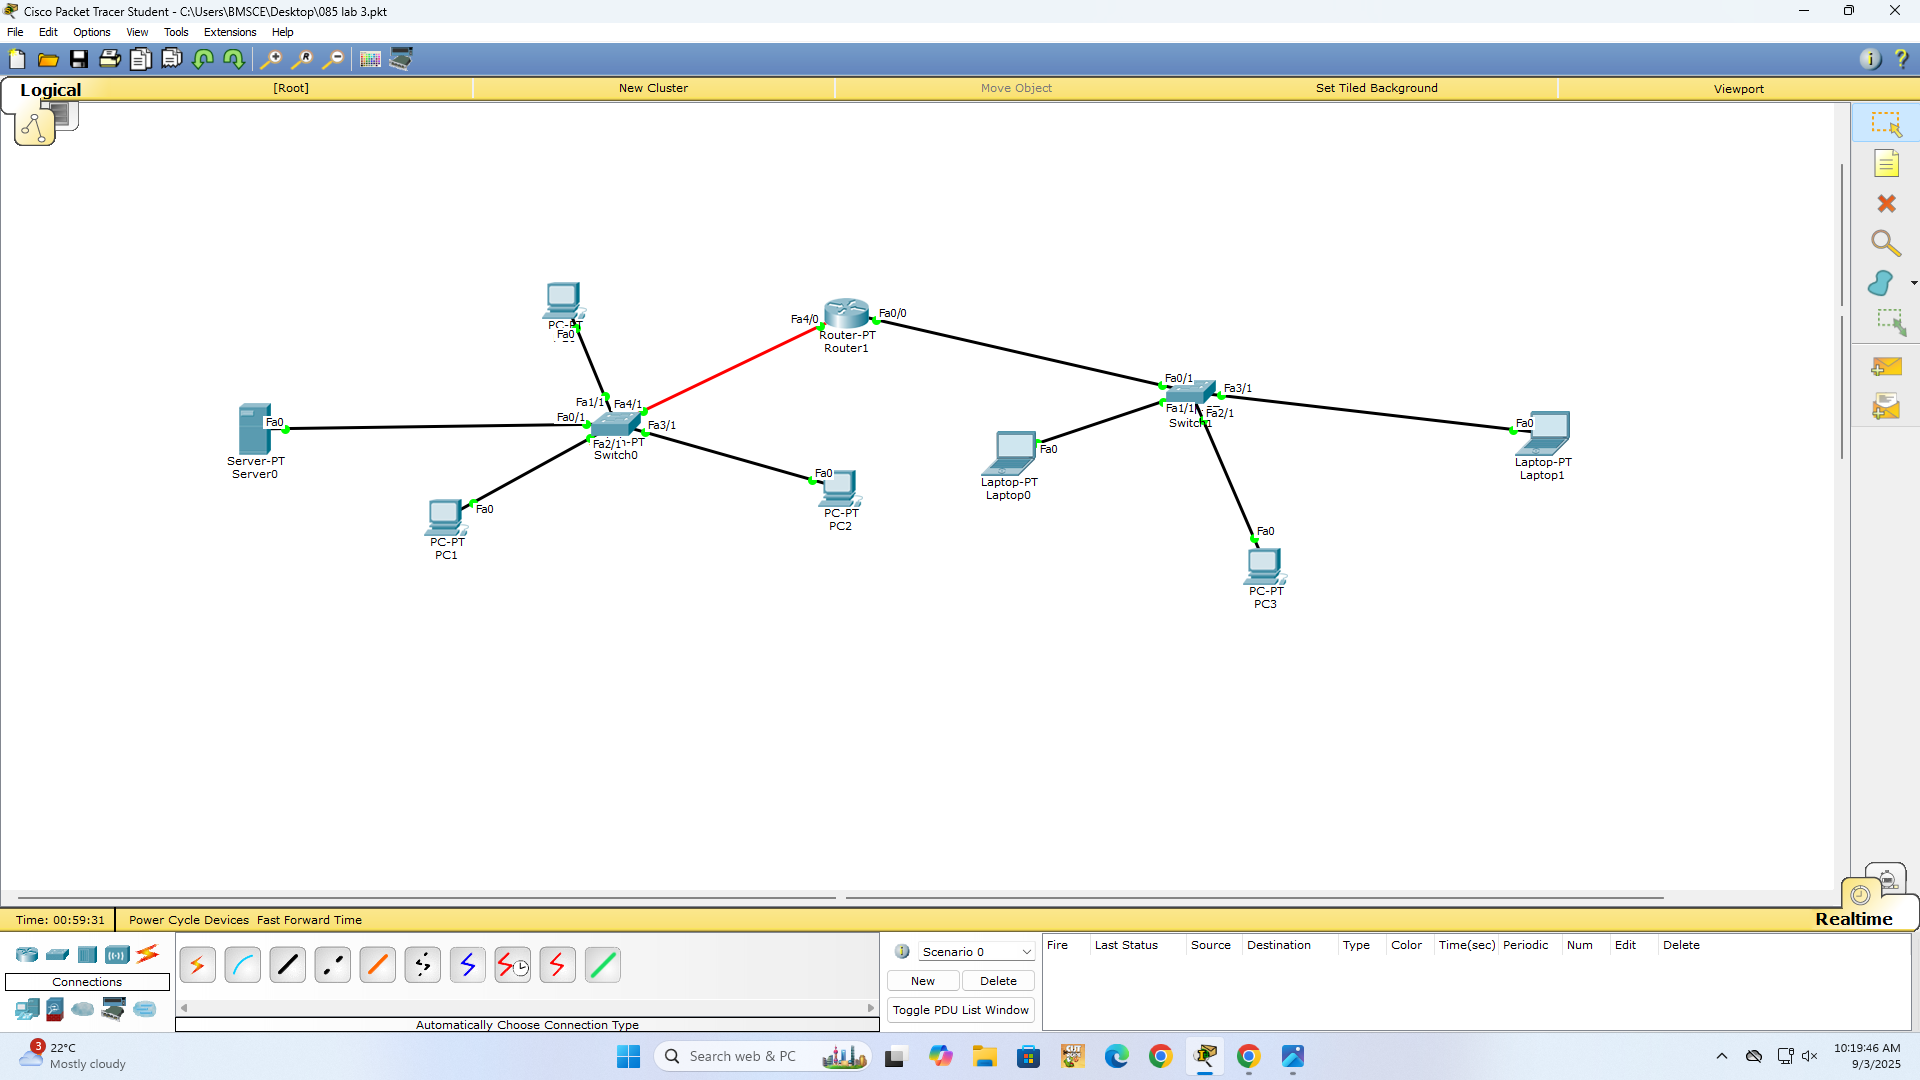 Cisco Packet Tracer Student - C:\Users\BMSCE\Desktop\085 lab 3.pkt
File Edit Options View Tools Extensions Help
Logical [Root] New Cluster Move Object Set Tiled Background Viewport
PC-PT
Fa0
Fa4/0 Fa0/0
Router-PT
Router1
Fa0/1 Fa3/1
Fa1/1 Fa4/1
Fa0/1 Fa3/1
Fa2/1
Switch0
Fa1/1 Fa2/1
Switch1
Fa0
Server-PT
Server0
Fa0
PC-PT
PC1
Fa0
PC-PT
PC2
Fa0
Laptop-PT
Laptop0
Fa0
Laptop-PT
Laptop1
Fa0
PC-PT
PC3
Time: 00:59:31 Power Cycle Devices Fast Forward Time Realtime
Connections
Automatically Choose Connection Type
Scenario 0
New Delete
Toggle PDU List Window
Fire Last Status Source Destination Type Color Time(sec) Periodic Num Edit Delete
3
22°C
Mostly cloudy
Search web & PC
10:19:46 AM
9/3/2025